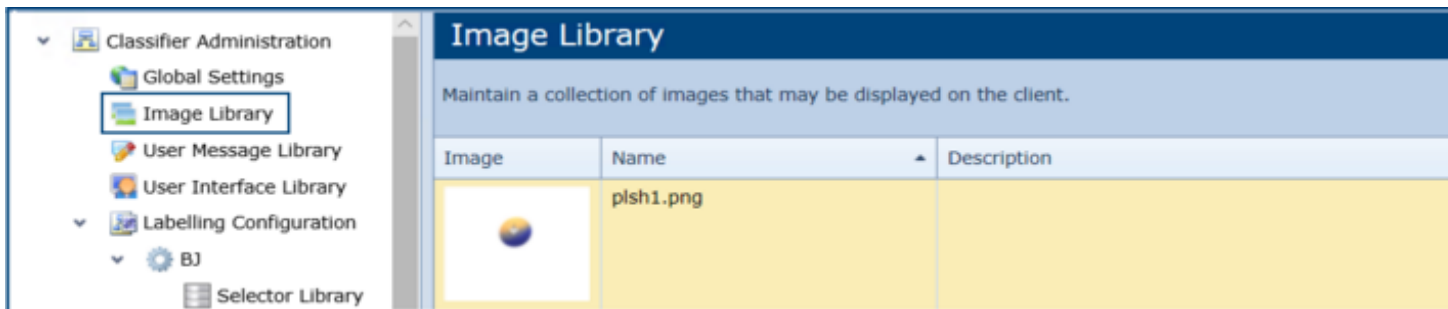 Classifier Administration
Global Settings
Image Library
User Message Library
User Interface Library
Labelling Configuration
BJ
Selector Library
Image Library
Maintain a collection of images that may be displayed on the client.
Image Name Description
plsh1.png